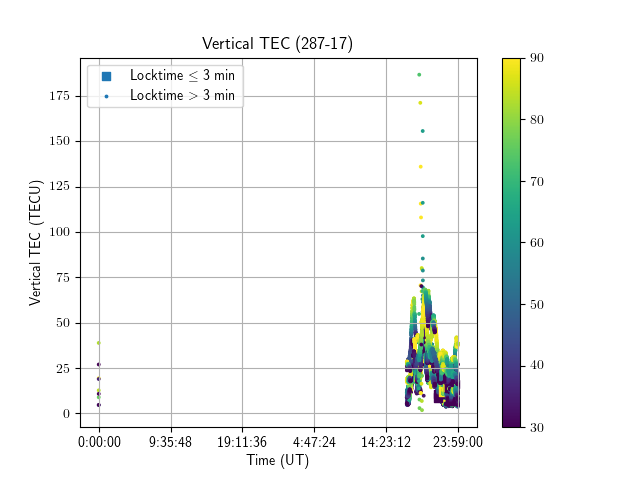 Vertical TEC (287-17)
Locktime ≤ 3 min
Locktime > 3 min
Vertical TEC (TECU)
175
150
125
100
75
50
25
0
0:00:00 9:35:48 19:11:36 4:47:24 14:23:12 23:59:00
Time (UT)
90
80
70
60
50
40
30